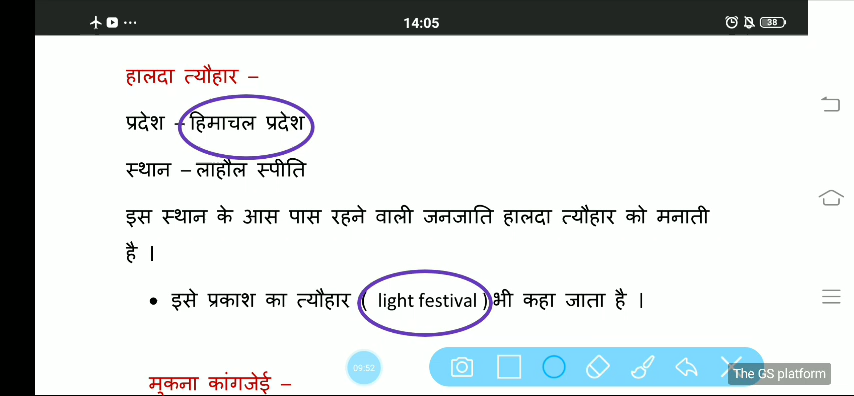 14:05
38
हालदा त्यौहार –
प्रदेश – हिमाचल प्रदेश
स्थान – लाहौल स्पीति
इस स्थान के आस पास रहने वाली जनजाति हालदा त्यौहार को मनाती
है ।
• इसे प्रकाश का त्यौहार ( light festival ) भी कहा जाता है ।
मुकना कांगजेई –
09:52
The GS platform